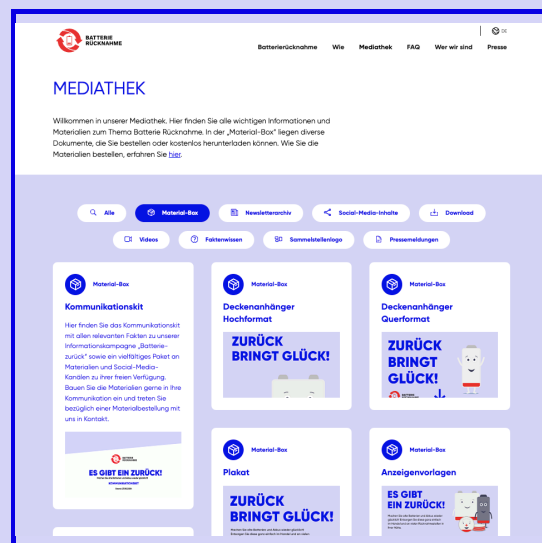 BATTERIE
RÜCKNAHME
DE
Batterierücknahme Wie Mediathek FAQ Wer wir sind Presse
MEDIATHEK
Willkommen in unserer Mediathek. Hier finden Sie alle wichtigen Informationen und
Materialien zum Thema Batterie Rücknahme. In der „Material-Box" liegen diverse
Dokumente, die Sie bestellen oder kostenlos herunterladen können. Wie Sie die
Materialien bestellen, erfahren Sie hier.
Alle Material-Box Newsletterarchiv Social-Media-Inhalte Download
Videos Faktenwissen Sammelstellenlogo Pressemeldungen
Material-Box
Kommunikationskit
Hier finden Sie das Kommunikationskit
mit allen relevanten Fakten zu unserer
Informationskampagne „Batterie-
zurück" sowie ein vielfältiges Paket an
Materialien und Social-Media-
Kanälen zu ihrer freien Verfügung.
Bauen Sie die Materialien gerne in Ihre
Kommunikation ein und treten Sie
bezüglich einer Materialbestellung mit
uns in Kontakt.
BATTERIE
RÜCKNAHME
ES GIBT EIN ZURÜCK!
KOMMUNIKATIONSKIT
Material-Box
Deckenanhänger
Hochformat
ZURÜCK
BRINGT GLÜCK!
Material-Box
Deckenanhänger
Querformat
ZURÜCK
BRINGT
GLÜCK!
BATTERIE
Material-Box
Plakat
ZURÜCK
BRINGT GLÜCK!
Material-Box
Anzeigenvorlagen
ES GIBT
EIN ZURÜCK!